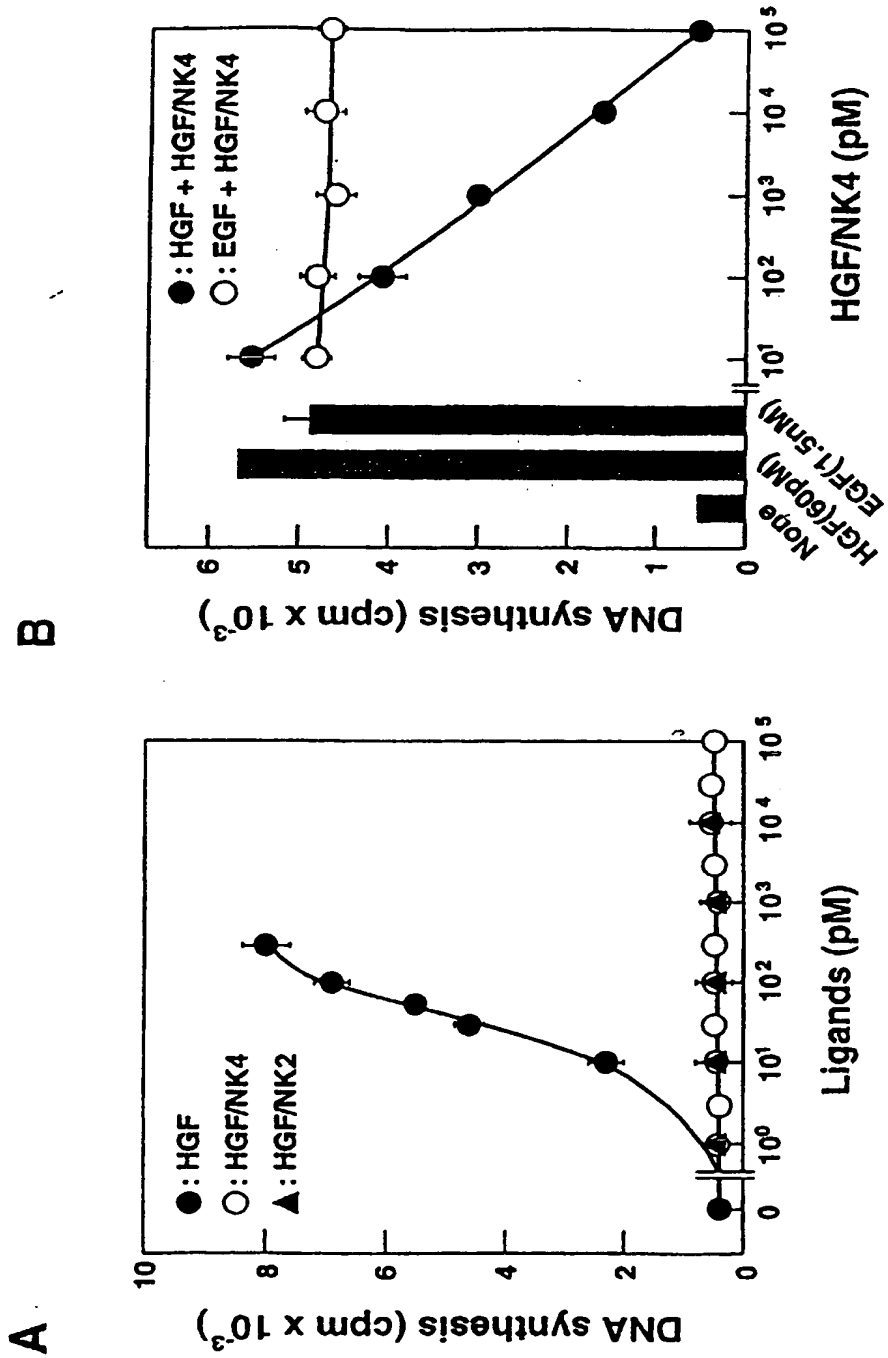 A
DNA synthesis (cpm x 10⁻³)
10
8
6
4
2
0
●: HGF
○: HGF/NK4
▲: HGF/NK2
0
10⁰
10¹
10²
10³
10⁴
10⁵
Ligands (pM)
B
DNA synthesis (cpm x 10⁻³)
6
5
4
3
2
1
0
●: HGF + HGF/NK4
○: EGF + HGF/NK4
None
HGF(60pM)
EGF(1.5nM)
10¹
10²
10³
10⁴
10⁵
HGF/NK4 (pM)